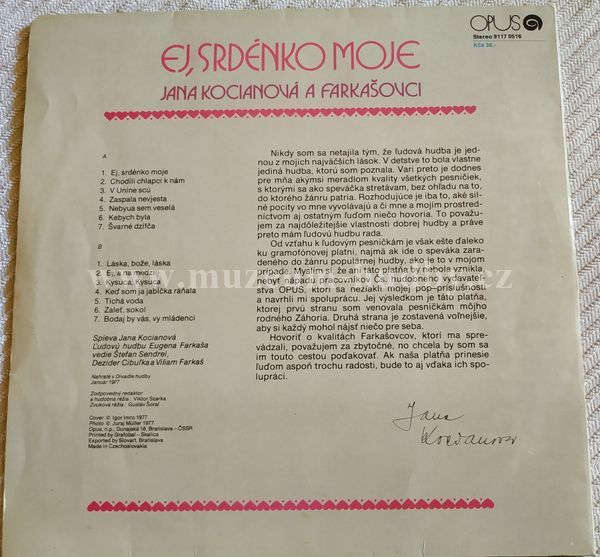 OPUS
Stereo 9117 0516
Kčs 36,-
EJ, SRDÉNKO MOJE
JANA KOCIANOVÁ A FARKAŠOVCI
A
1. Ej, srdénko moje
2. Chodili chlapci k nám
3. V Uníne scú
4. Zaspala nevjesta
5. Nebyua sem veselá
6. Kebych byla
7. Švarné dzífča
B
1. Láska, bože, láska
2. Ej, na medzi
3. Kysuca, Kysuca
4. Keď som ja jabĺčka ráňala
5. Tichá voda
6. Zaleť, sokol
7. Bodaj by vás, vy mládenci
Spieva Jana Kocianová
Ľudovú hudbu Eugena Farkaša
vedie Štefan Sendrei,
Dezider Cibuľka a Viliam Farkaš
Nahraté v Divadle hudby
Január 1977
Zodpovedný redaktor
a hudobná réžia : Viktor Szarka
Zvuková réžia : Gustáv Šoral
Cover © Igor Imro 1977
Photo © Juraj Müller 1977
Opus, n.p., Dunajská 18, Bratislava – ČSSR
Printed by Grafobal – Skalica
Exported by Slovart, Bratislava
Made in Czechoslovakia
Nikdy som sa netajila tým, že ľudová hudba je jed-
nou z mojich najväčších lások. V detstve to bola vlastne
jediná hudba, ktorú som poznala. Vari preto je dodnes
pre mňa akýmsi meradlom kvality všetkých pesničiek,
s ktorými sa ako speváčka stretávam, bez ohľadu na to,
do ktorého žánru patria. Rozhodujúce je iba to, aké sil-
né pocity vo mne vyvolávajú a či mne a mojím prostred-
níctvom aj ostatným ľuďom niečo hovoria. To považu-
jem za najdôležitejšie vlastnosti dobrej hudby a práve
preto mám ľudovú hudbu rada.
Od vzťahu k ľudovým pesničkám je však ešte ďaleko
ku gramofónovej platni, najmä ak ide o speváka zara-
deného do žánru populárnej hudby, ako je to v mojom
prípade. Myslím si, že ani táto platňa by nebola vznikla,
nebyť nápadu pracovníkov Československého hudobného vydavateľ-
stva OPUS, ktorí sa nezľakli mojej pop-príslušnosti
a navrhli mi spoluprácu. Jej výsledkom je táto platňa,
ktorej prvú stranu som venovala pesničkám môjho
rodného Záhoria. Druhá strana je zostavená voľnejšie,
aby si každý mohol nájsť niečo pre seba.
Hovoriť o kvalitách Farkašovcov, ktorí ma spre-
vádzali, považujem za zbytočné, no chcela by som sa
im touto cestou poďakovať. Ak naša platňa prinesie
ľuďom aspoň trochu radosti, bude to aj vďaka ich spo-
lupráci.
Jana
Kocianová